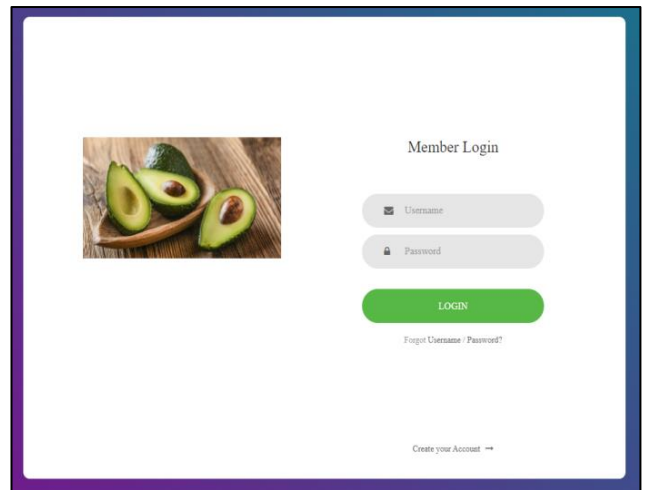 Member Login
Username
Password
LOGIN
Forgot Username / Password?
Create your Account →